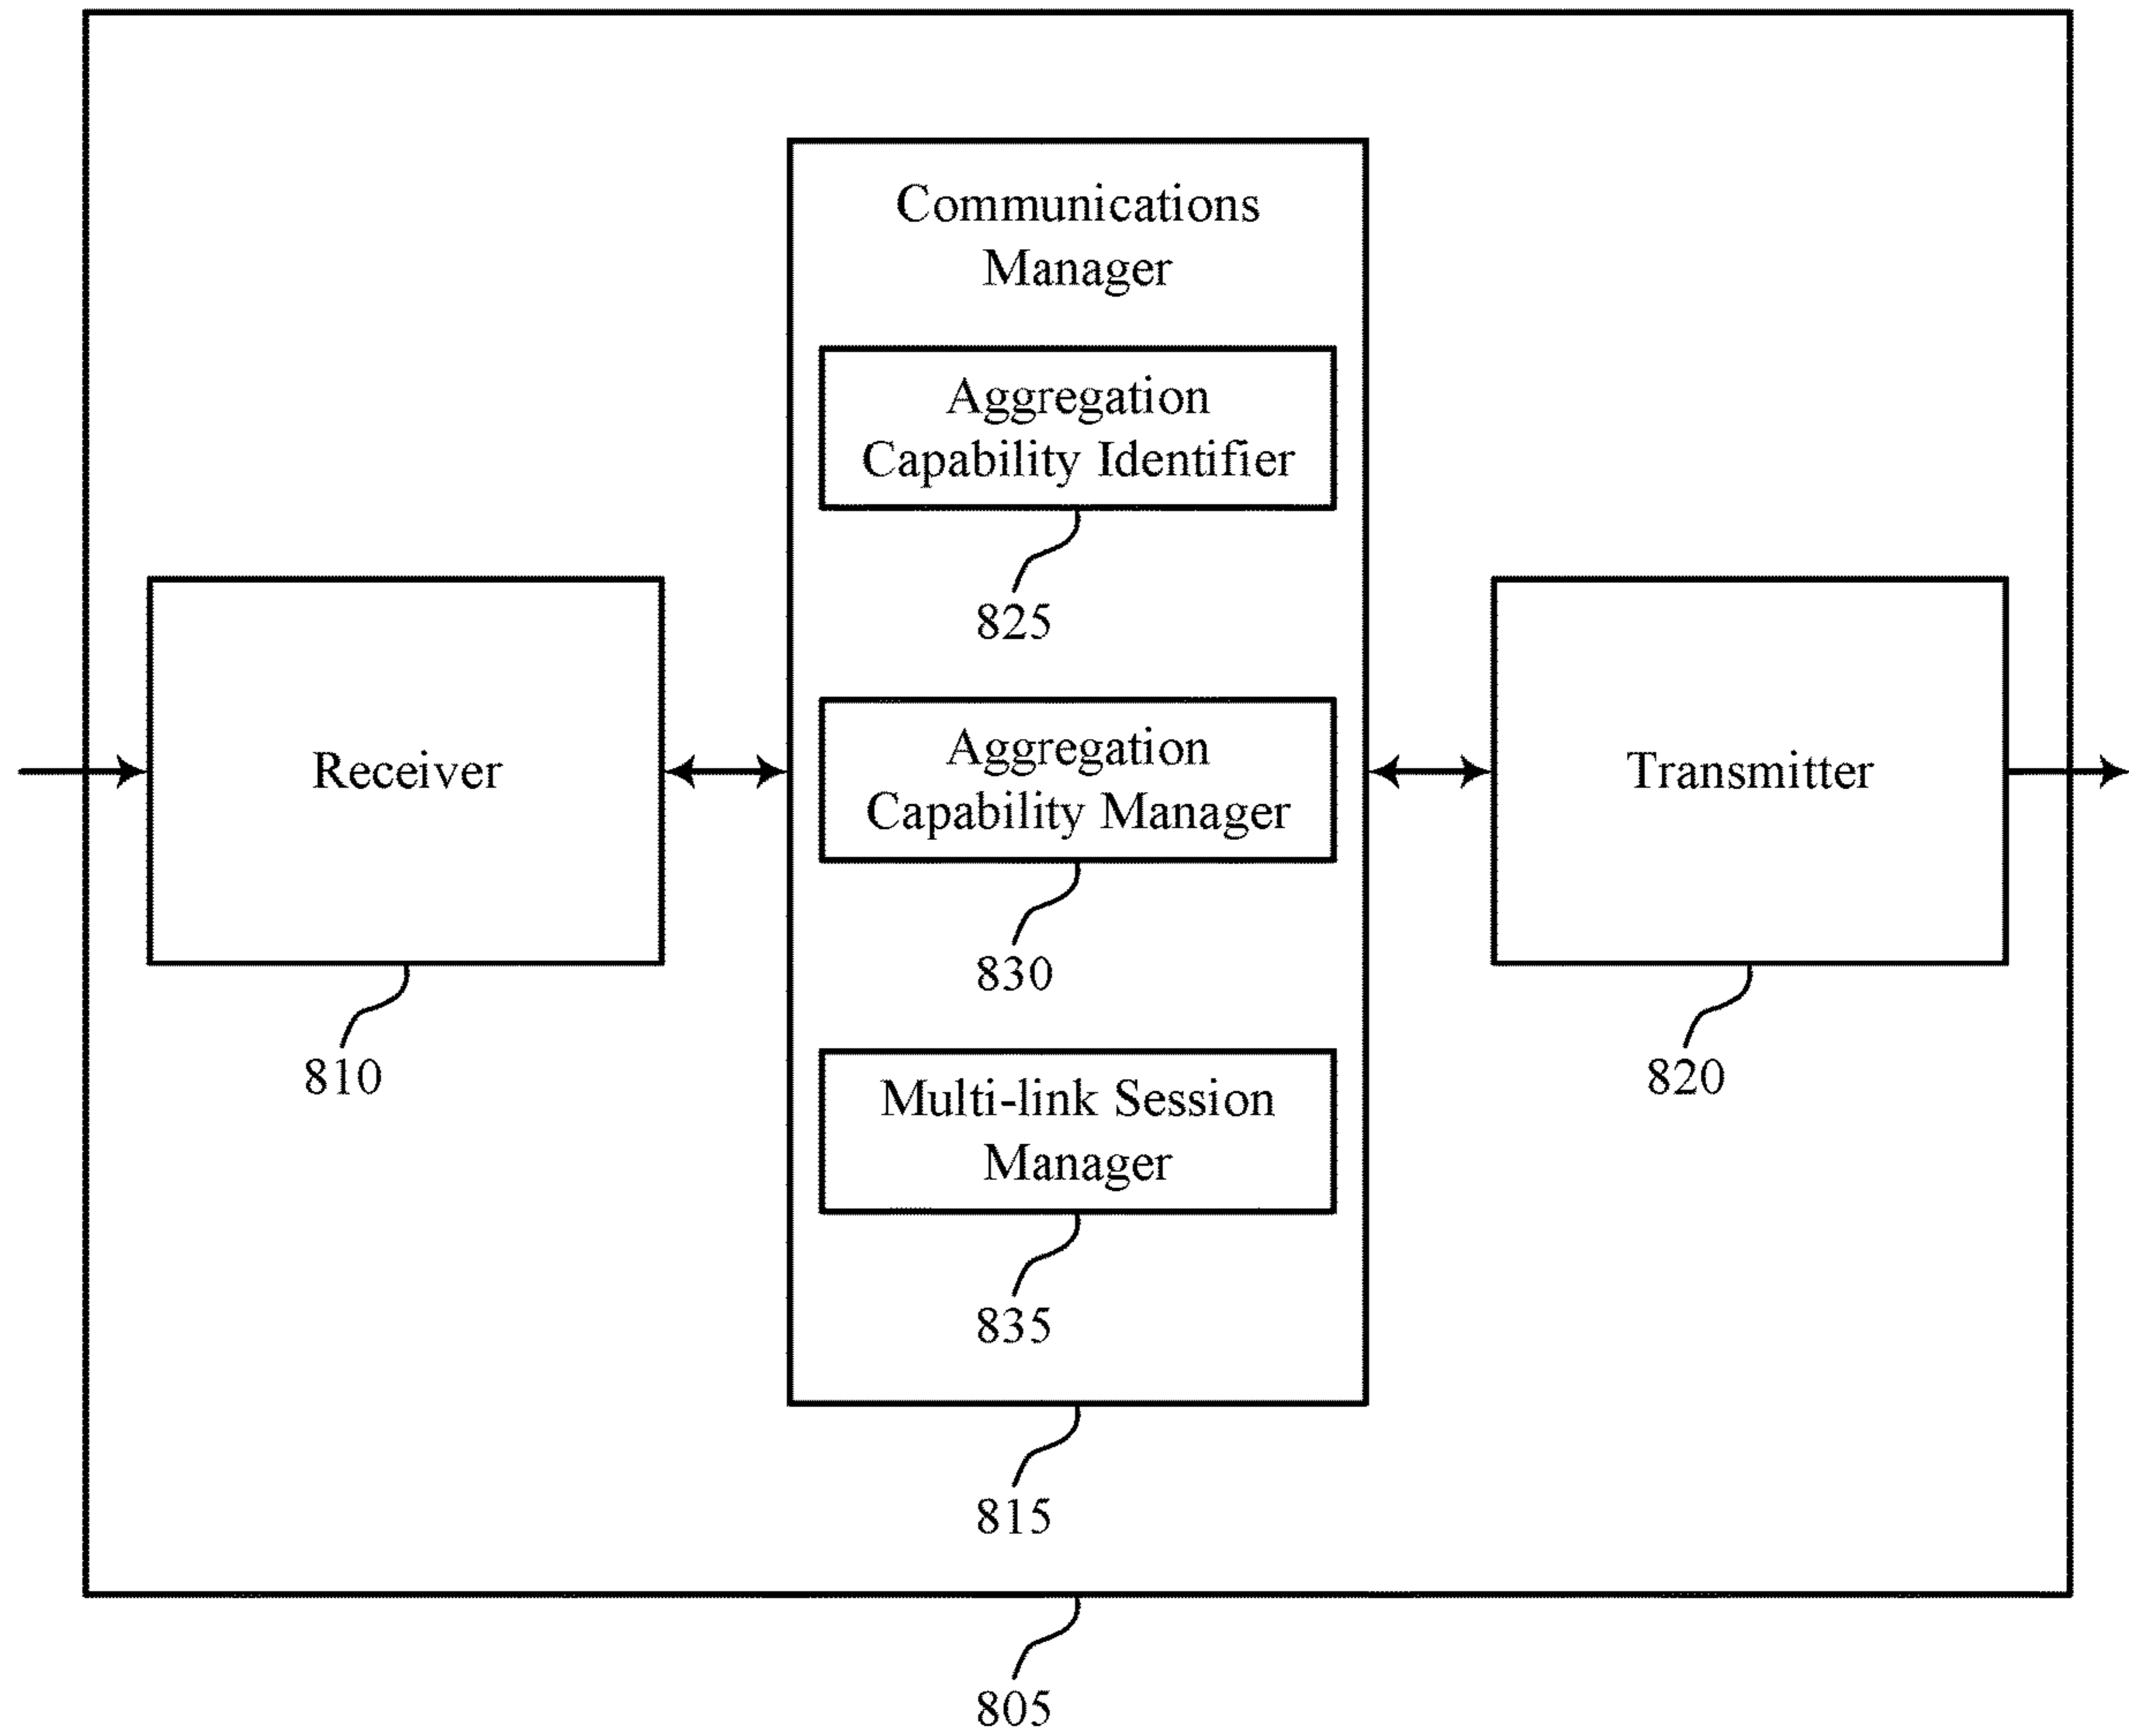 Communications
Manager
Aggregation
Capability Identifier
825
Receiver
810
Aggregation
Capability Manager
830
Transmitter
820
Multi-link Session
Manager
835
815
805